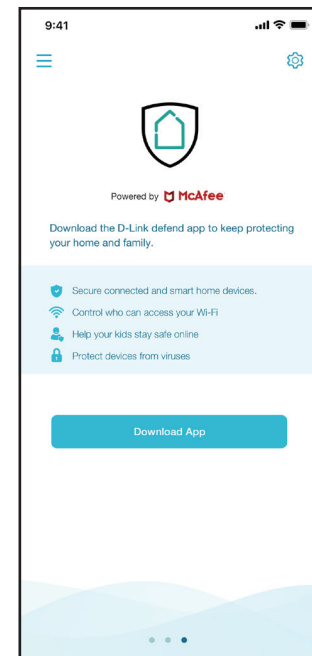 9:41
Powered by McAfee
Download the D-Link defend app to keep protecting
your home and family.
Secure connected and smart home devices.
Control who can access your Wi-Fi
Help your kids stay safe online
Protect devices from viruses
Download App